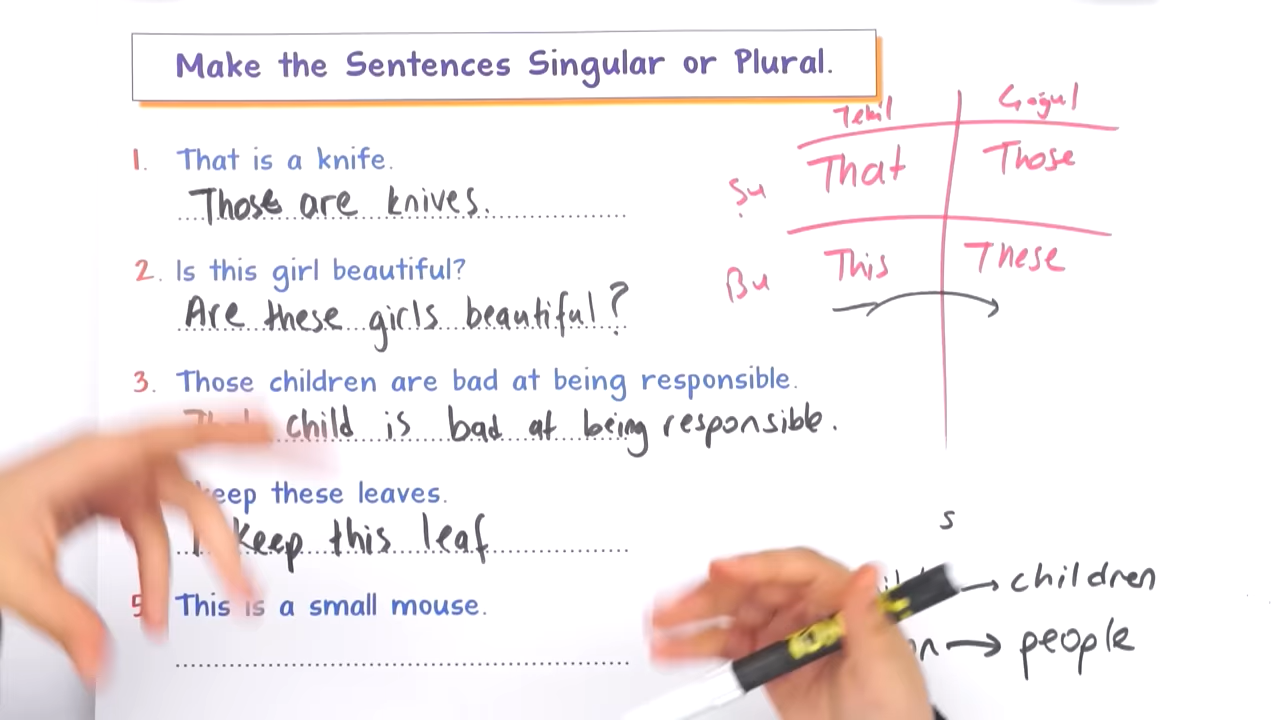 Make the Sentences Singular or Plural.
1. That is a knife.
Those are knives.
2. Is this girl beautiful?
Are these girls beautiful?
3. Those children are bad at being responsible.
child is bad at being responsible.
keep these leaves.
I keep this leaf
5. This is a small mouse.
Tekil Çoğul
Şu That Those
Bu This These
s
→ children
→ people